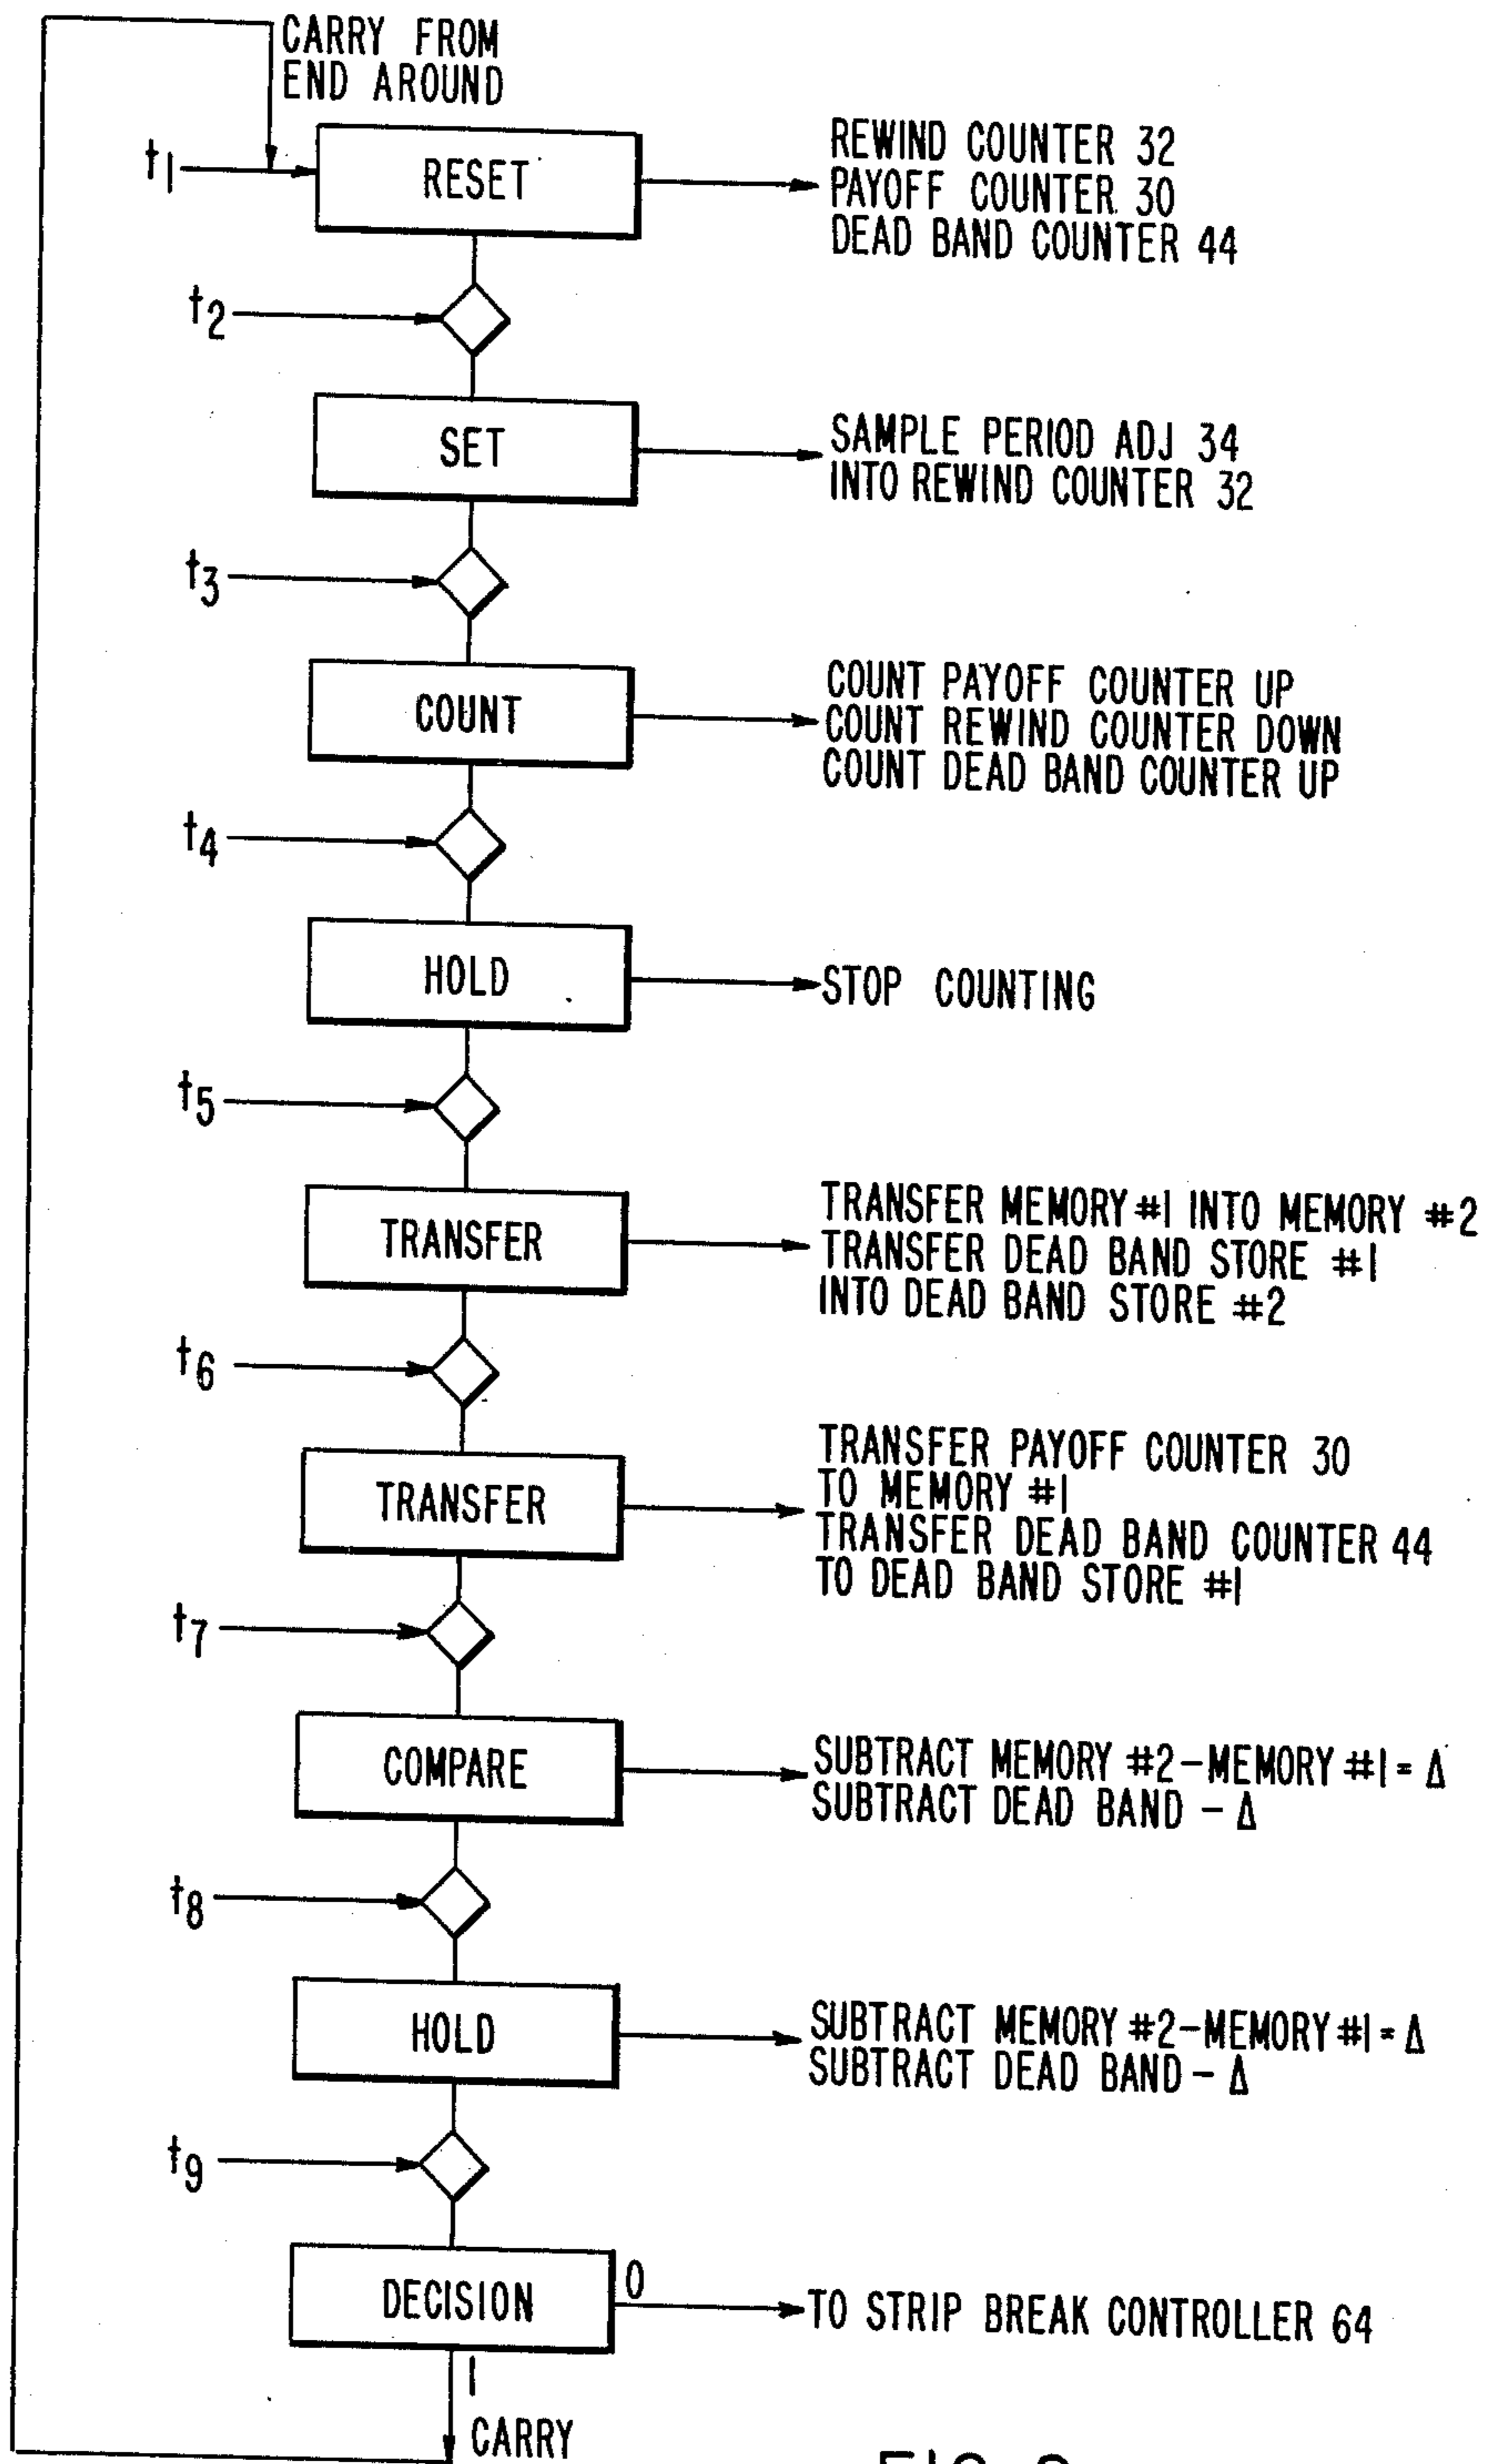 CARRY FROM
END AROUND
t1
RESET
REWIND COUNTER 32
PAYOFF COUNTER 30
DEAD BAND COUNTER 44
t2
SET
SAMPLE PERIOD ADJ 34
INTO REWIND COUNTER 32
t3
COUNT
COUNT PAYOFF COUNTER UP
COUNT REWIND COUNTER DOWN
COUNT DEAD BAND COUNTER UP
t4
HOLD
STOP COUNTING
t5
TRANSFER
TRANSFER MEMORY #1 INTO MEMORY #2
TRANSFER DEAD BAND STORE #1
INTO DEAD BAND STORE #2
t6
TRANSFER
TRANSFER PAYOFF COUNTER 30
TO MEMORY #1
TRANSFER DEAD BAND COUNTER 44
TO DEAD BAND STORE #1
t7
COMPARE
SUBTRACT MEMORY #2-MEMORY #1=Δ
SUBTRACT DEAD BAND - Δ
t8
HOLD
SUBTRACT MEMORY #2-MEMORY #1=Δ
SUBTRACT DEAD BAND - Δ
t9
DECISION
0
TO STRIP BREAK CONTROLLER 64
1
CARRY